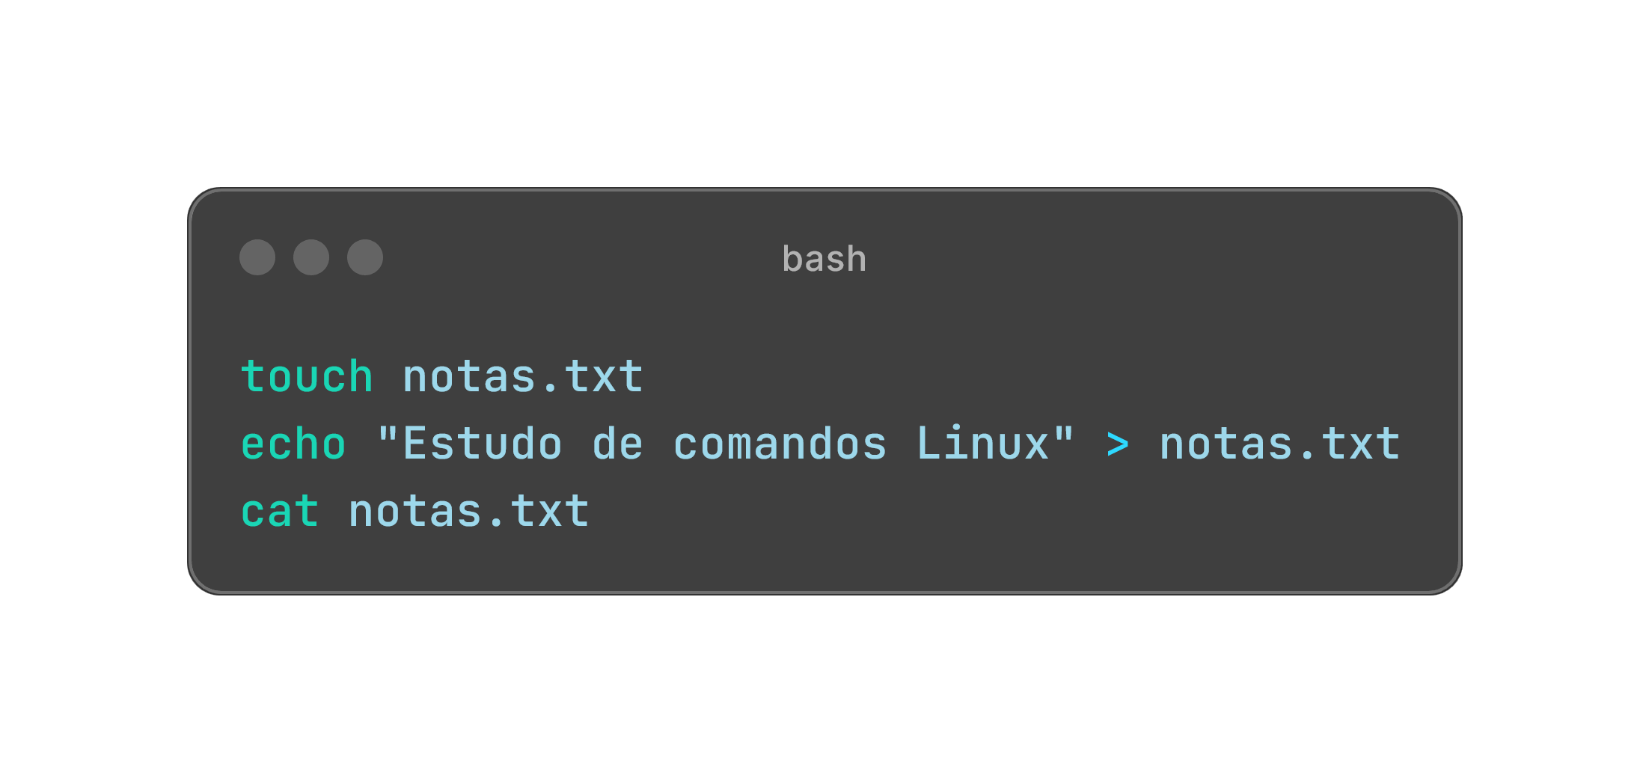 bash
touch notas.txt
echo "Estudo de comandos Linux" > notas.txt
cat notas.txt